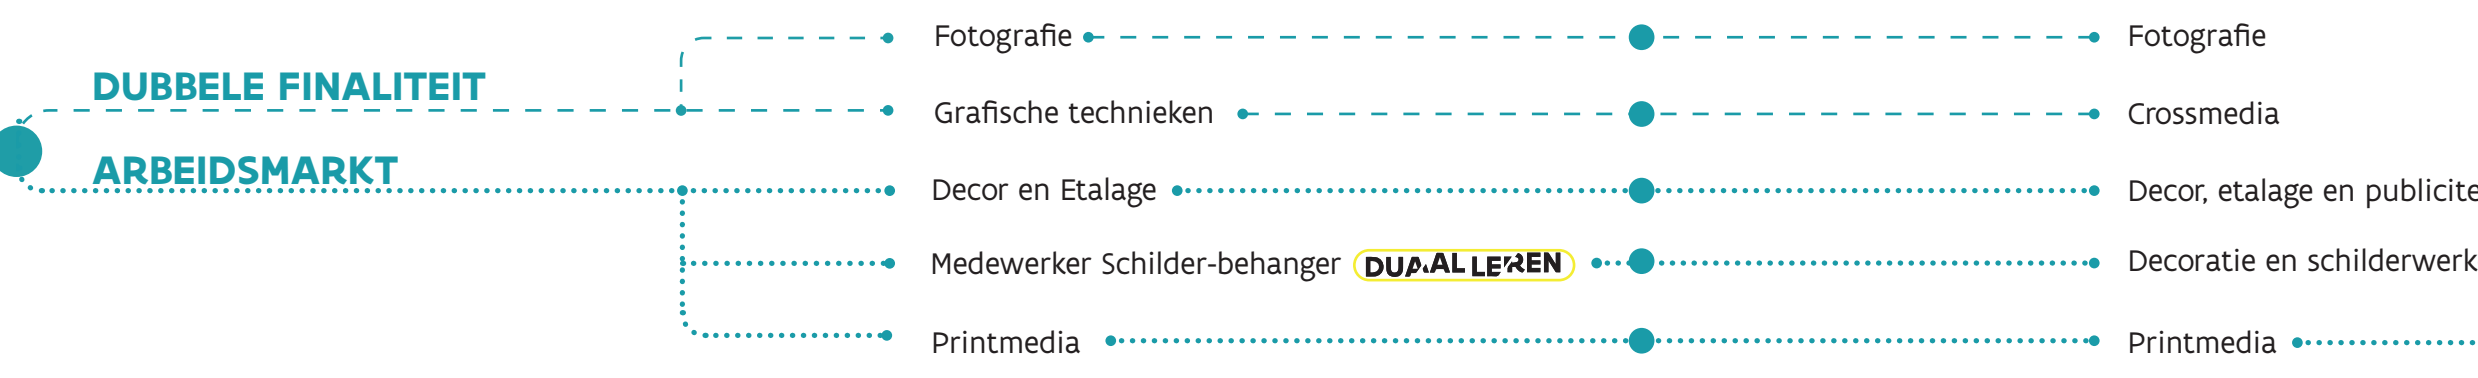 DUBBELE FINALITEIT
ARBEIDSMARKT
Fotografie
Fotografie
Grafische technieken
Crossmedia
Decor en Etalage
Decor, etalage en publicite
Medewerker Schilder-behanger DUAAL LEREN
Decoratie en schilderwerk
Printmedia
Printmedia